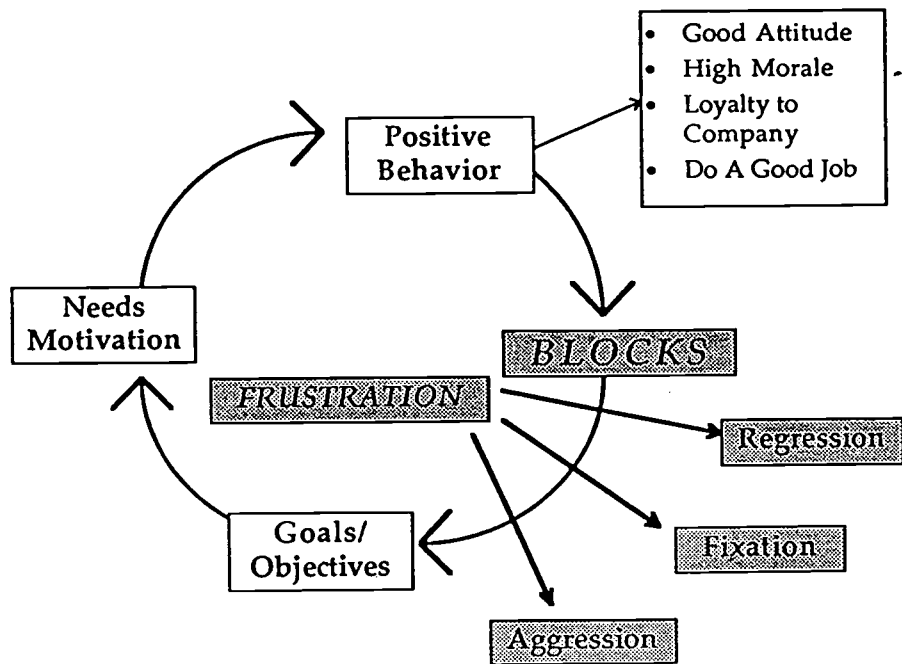 • Good Attitude
• High Morale
• Loyalty to
Company
• Do A Good Job
Positive
Behavior
Needs
Motivation
BLOCKS
FRUSTRATION
Regression
Goals/
Objectives
Fixation
Aggression